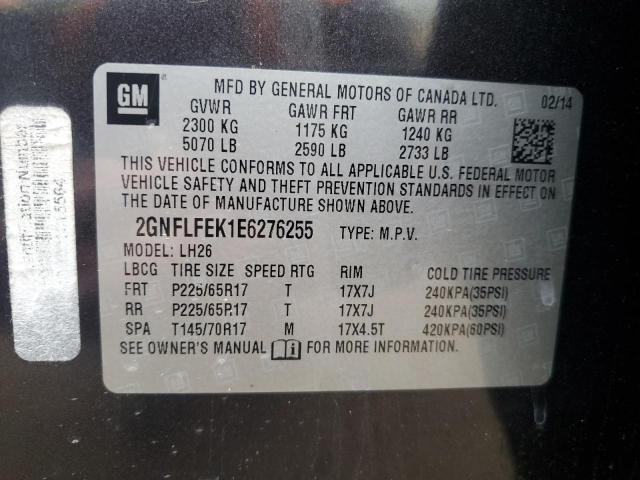 GM
MFD BY GENERAL MOTORS OF CANADA LTD. 02/14
GVWR GAWR FRT GAWR RR
2300 KG 1175 KG 1240 KG
5070 LB 2590 LB 2733 LB
THIS VEHICLE CONFORMS TO ALL APPLICABLE U.S. FEDERAL MOTOR
VEHICLE SAFETY AND THEFT PREVENTION STANDARDS IN EFFECT ON
THE DATE OF MANUFACTURE SHOWN ABOVE.
2GNFLFEK1E6276255 TYPE: M.P.V.
MODEL: LH26
LBCG TIRE SIZE SPEED RTG RIM COLD TIRE PRESSURE
FRT P225/65R17 T 17X7J 240KPA(35PSI)
RR P225/65R17 T 17X7J 240KPA(35PSI)
SPA T145/70R17 M 17X4.5T 420KPA(60PSI)
SEE OWNER'S MANUAL FOR MORE INFORMATION.
Number
5564